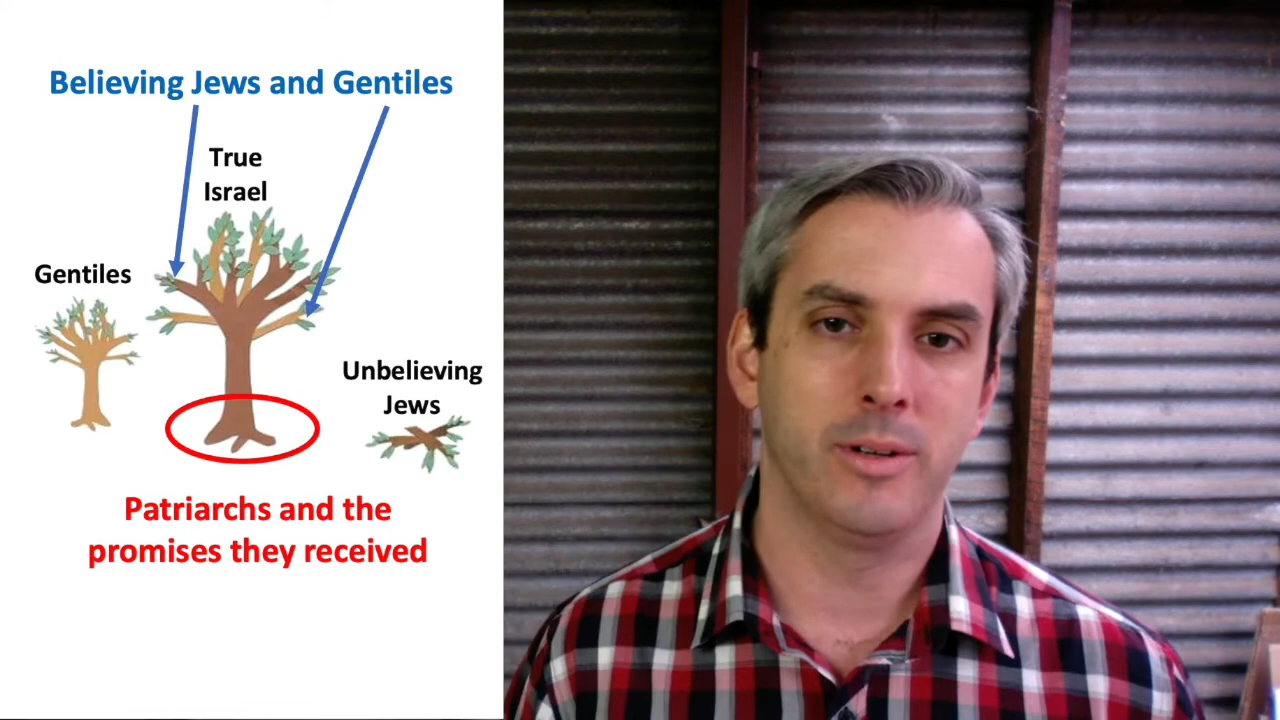 Believing Jews and Gentiles
True
Israel
Gentiles
Unbelieving
Jews
Patriarchs and the
promises they received